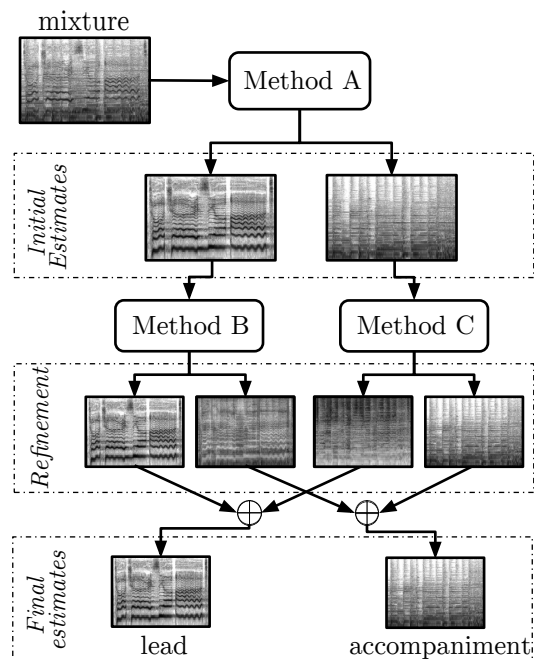 mixture
Method A
Initial
Estimates
Method B
Method C
Refinement
Final
estimates
lead
accompaniment